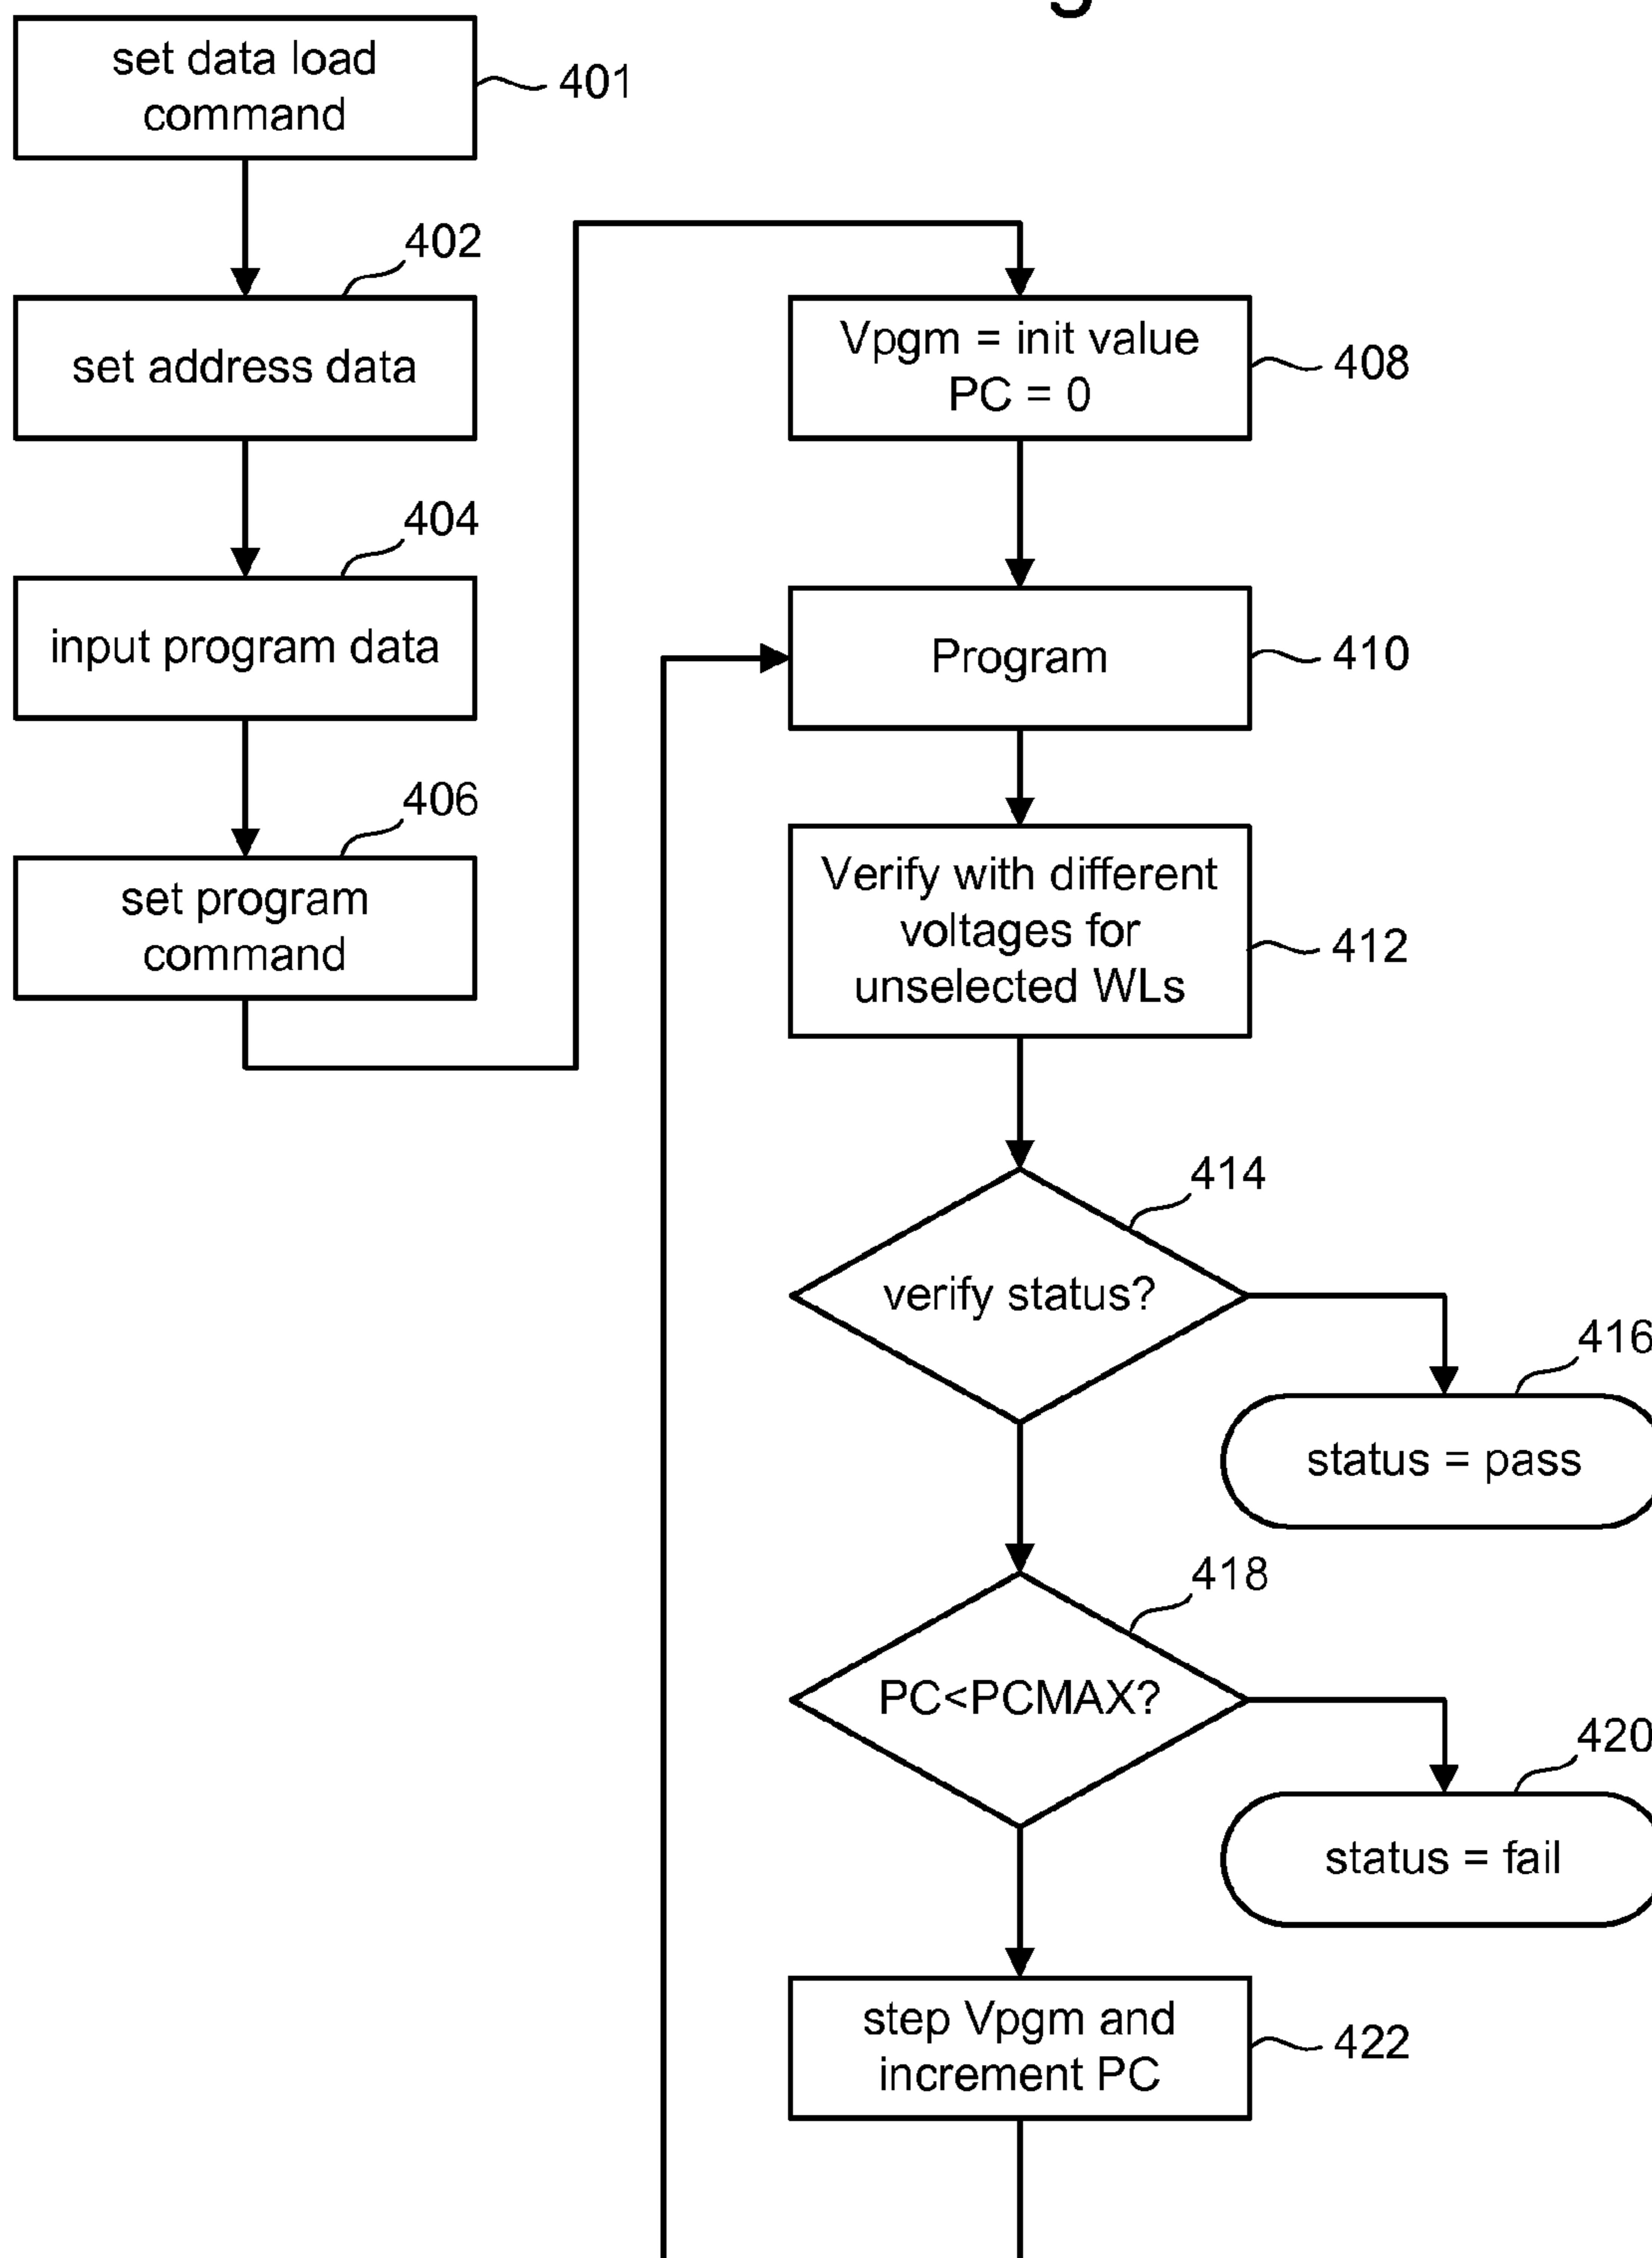 set data load
command
401
402
set address data
404
input program data
406
set program
command
Vpgm = init value
PC = 0
408
Program
410
Verify with different
voltages for
unselected WLs
412
414
verify status?
416
status = pass
418
PC<PCMAX?
420
status = fail
step Vpgm and
increment PC
422